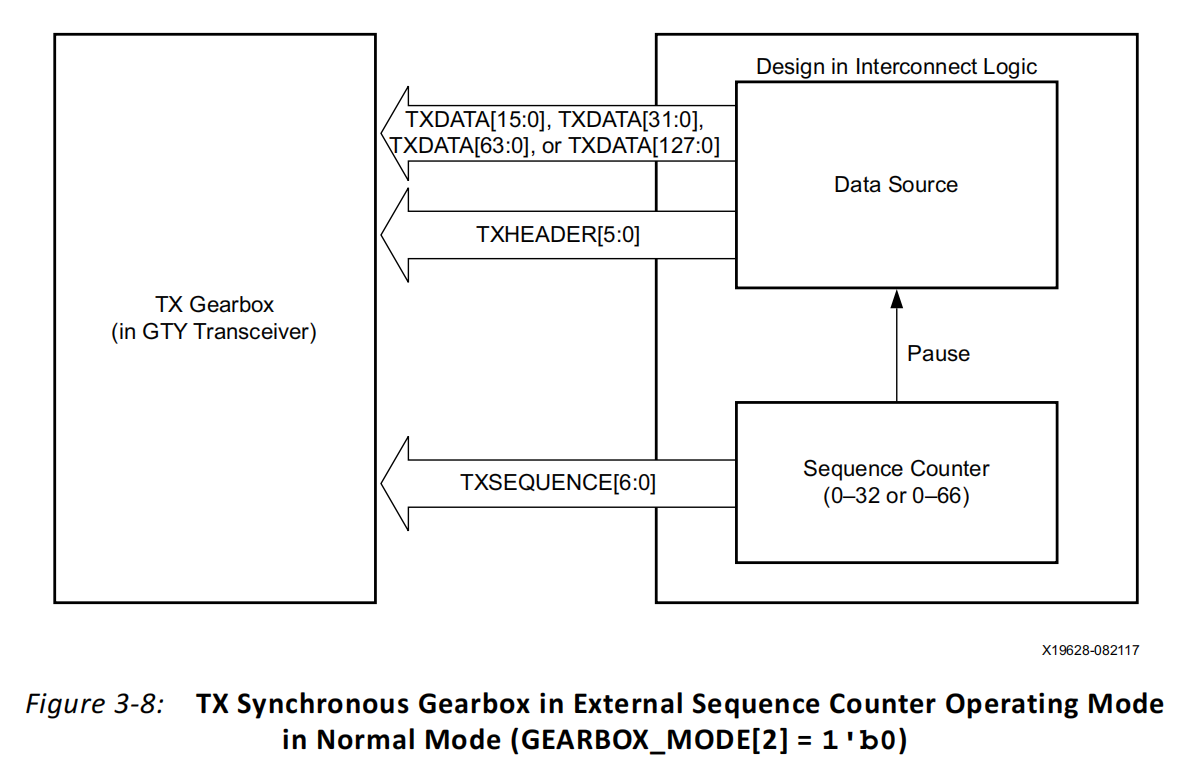 Design in Interconnect Logic
TXDATA[15:0], TXDATA[31:0],
TXDATA[63:0], or TXDATA[127:0]
Data Source
TXHEADER[5:0]
TX Gearbox
(in GTY Transceiver)
Pause
TXSEQUENCE[6:0]
Sequence Counter
(0–32 or 0–66)
X19628-082117
Figure 3-8: TX Synchronous Gearbox in External Sequence Counter Operating Mode
in Normal Mode (GEARBOX_MODE[2] = 1'b0)